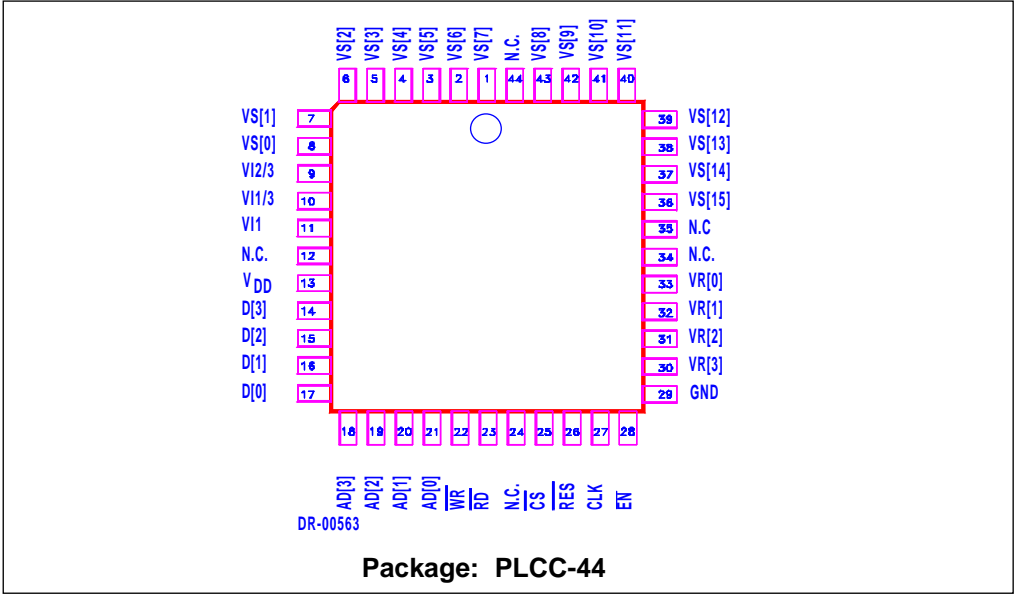 VS[2] VS[3] VS[4] VS[5] VS[6] VS[7] N.C. VS[8] VS[9] VS[10] VS[11]
6 5 4 3 2 1 44 43 42 41 40
VS[1] 7 39 VS[12]
VS[0] 8 38 VS[13]
VI2/3 9 37 VS[14]
VI1/3 10 36 VS[15]
VI1 11 35 N.C
N.C. 12 34 N.C.
VDD 13 33 VR[0]
D[3] 14 32 VR[1]
D[2] 15 31 VR[2]
D[1] 16 30 VR[3]
D[0] 17 29 GND
18 19 20 21 22 23 24 25 26 27 28
AD[3] AD[2] AD[1] AD[0] WR RD N.C. CS RES CLK EN
DR-00563
Package: PLCC-44